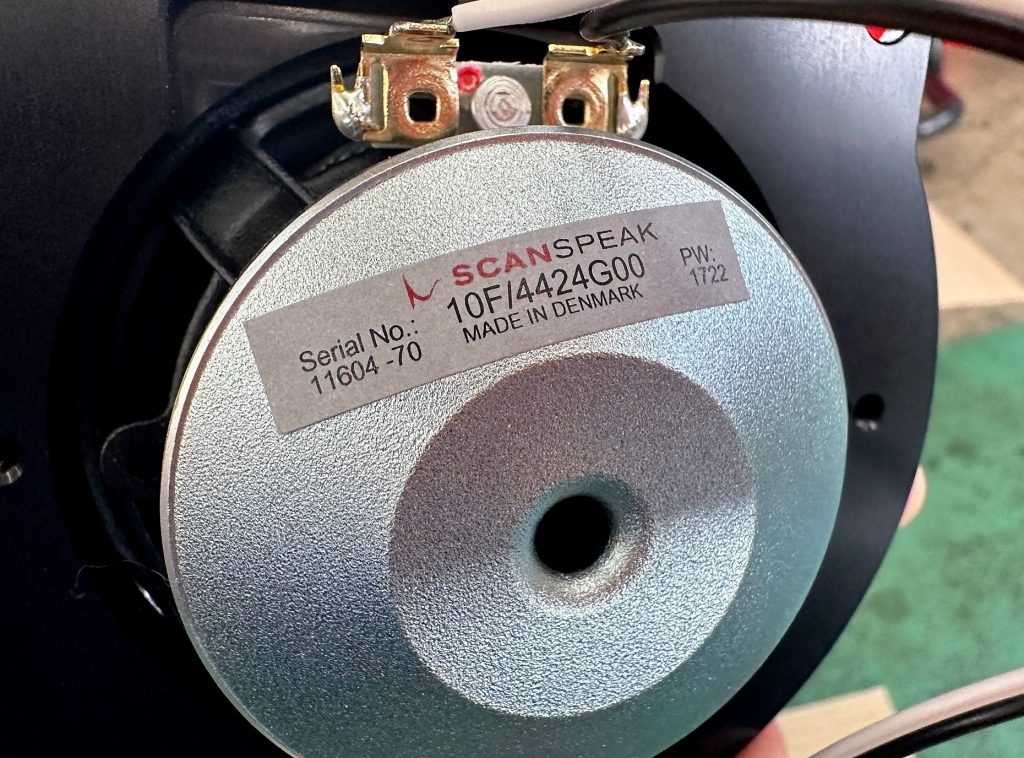 SCANSPEAK
10F/4424G00
MADE IN DENMARK
Serial No.:
11604 -70
PW:
1722